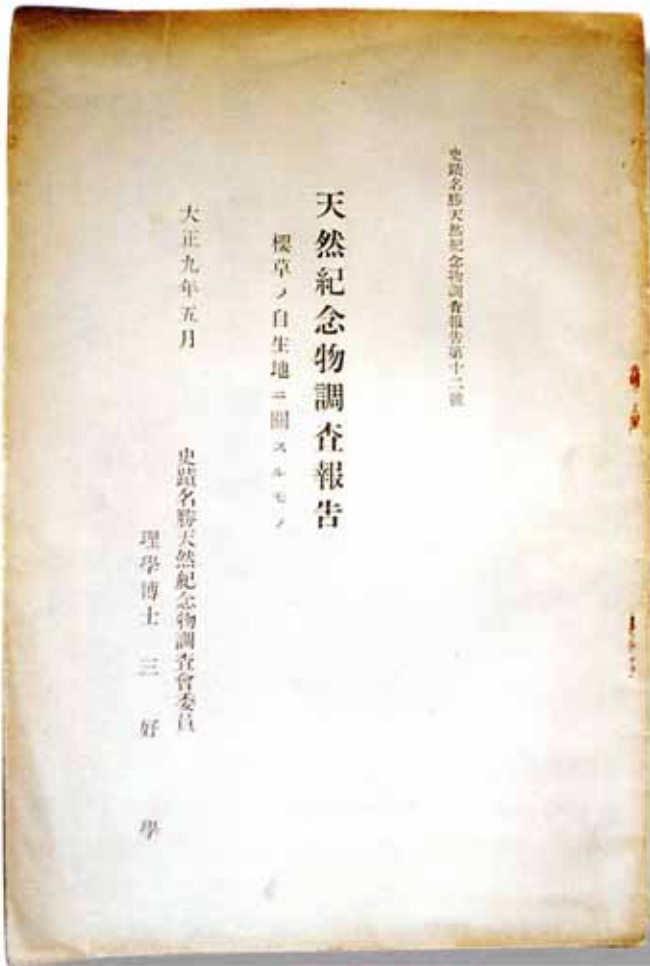 史蹟名勝天然紀念物調査報告第十二號
天然紀念物調査報告
櫻草ノ自生地ニ關スルモノ
大正九年五月
史蹟名勝天然紀念物調査會委員
理學博士 三好學